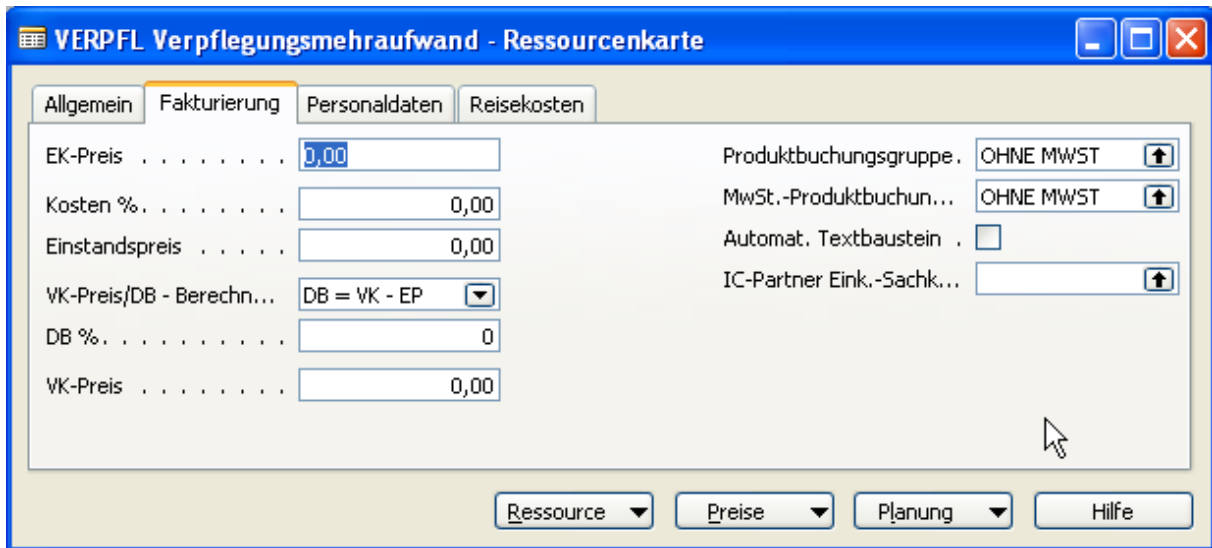 VERPFL Verpflegungsmehraufwand - Ressourcenkarte
Allgemein Fakturierung Personaldaten Reisekosten
EK-Preis . . . . . . . . 0,00
Kosten %. . . . . . . . 0,00
Einstandspreis . . . . . 0,00
VK-Preis/DB - Berechn... DB = VK - EP
DB %. . . . . . . . . . 0
VK-Preis . . . . . . . 0,00
Produktbuchungsgruppe. OHNE MWST
MwSt.-Produktbuchun... OHNE MWST
Automat. Textbaustein .
IC-Partner Eink.-Sachk...
Ressource Preise Planung Hilfe